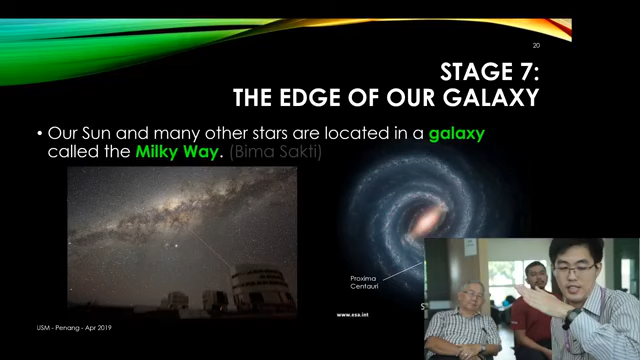 20
STAGE 7:
THE EDGE OF OUR GALAXY
• Our Sun and many other stars are located in a galaxy
called the Milky Way. (Bima Sakti)
Proxima
Centauri
www.esa.int
USM - Penang - Apr 2019